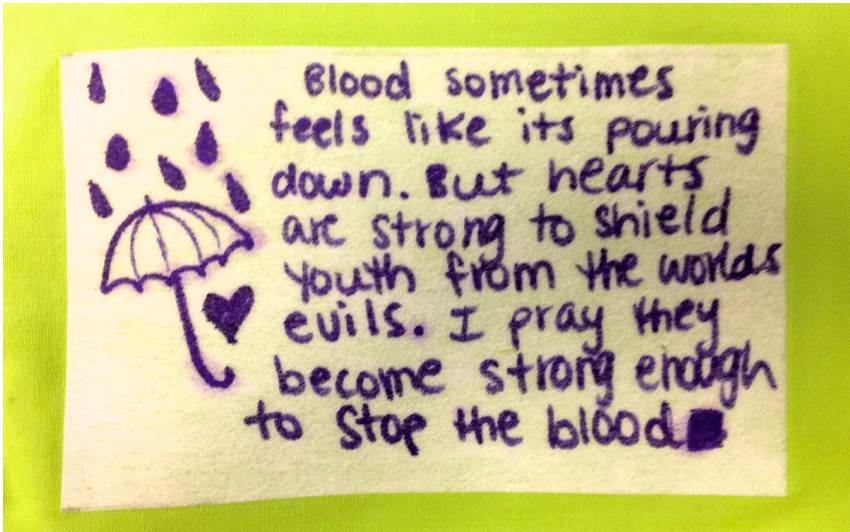 Blood sometimes
feels like its pouring
down. But hearts
are strong to shield
youth from the worlds
evils. I pray they
become strong enough
to stop the blood